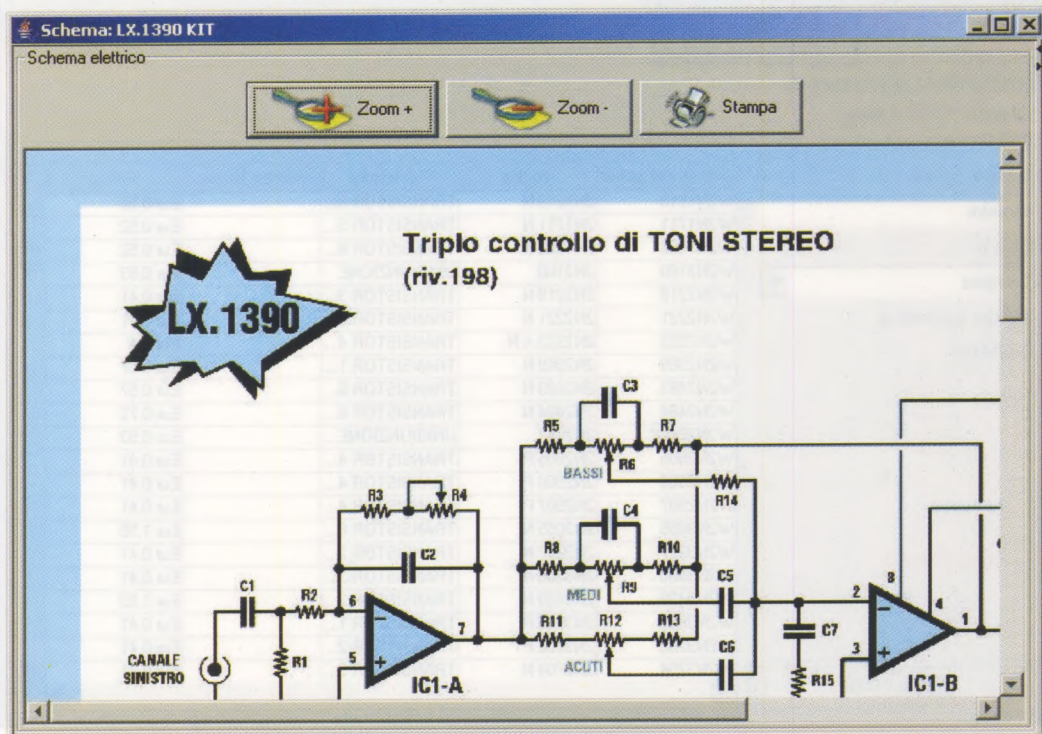 Schema: LX.1390 KIT
Schema elettrico
Zoom +
Zoom -
Stampa
Triplo controllo di TONI STEREO
(riv.198)
LX.1390
C3
R5
R7
R6
BASSI
R14
R3
R4
C4
C2
R8
R10
R9
MEDI
C5
C1
R2
6
7
R11
R12
R13
2
8
4
1
C7
R1
5
ACUTI
C6
3
R15
CANALE
SINISTRO
IC1-A
IC1-B